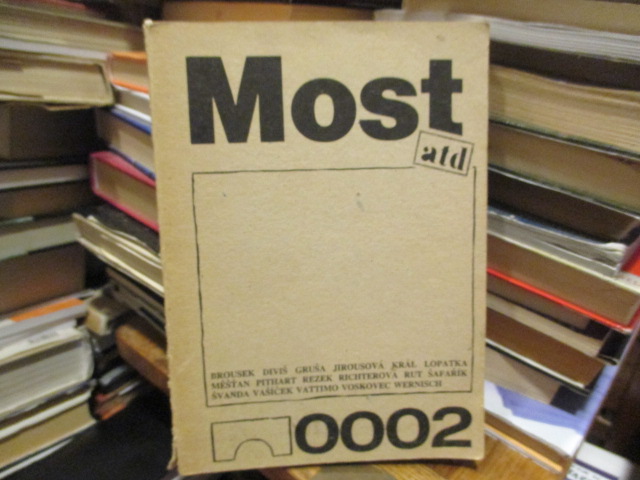 Most
atd
BROUSEK DIVIŠ GRUŠA JIROUSOVÁ KRÁL LOPATKA
MĚŠŤAN PITHART REZEK RICHTEROVÁ RUT ŠAFAŘÍK
ŠVANDA VAŠÍČEK VATTIMO VOSKOVEC WERNISCH
0002